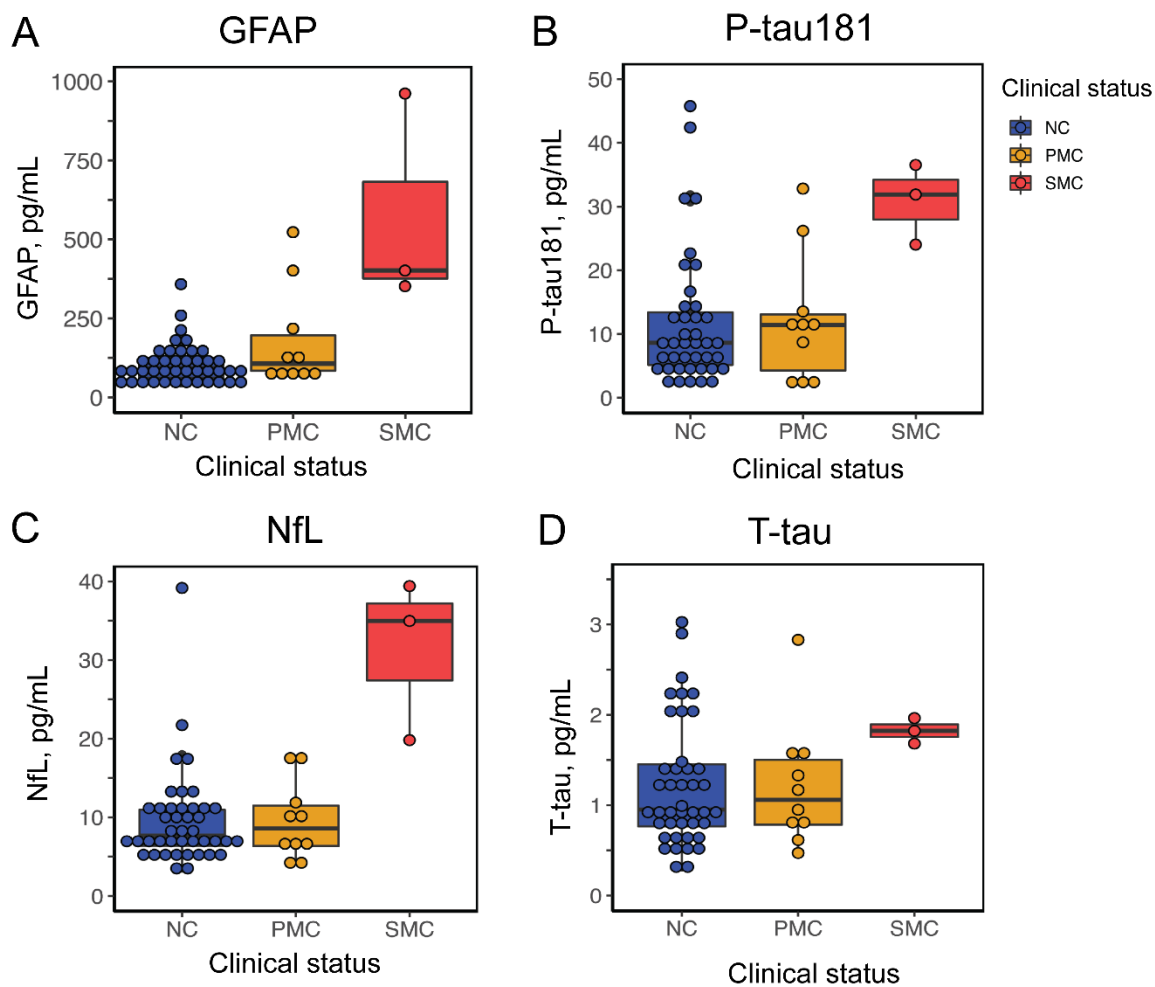 A
GFAP
GFAP, pg/mL
1000
750
500
250
0
NC PMC SMC
Clinical status
B
P-tau181
P-tau181, pg/mL
50
40
30
20
10
0
NC PMC SMC
Clinical status
Clinical status
NC
PMC
SMC
C
NfL
NfL, pg/mL
40
30
20
10
0
NC PMC SMC
Clinical status
D
T-tau
T-tau, pg/mL
3
2
1
0
NC PMC SMC
Clinical status